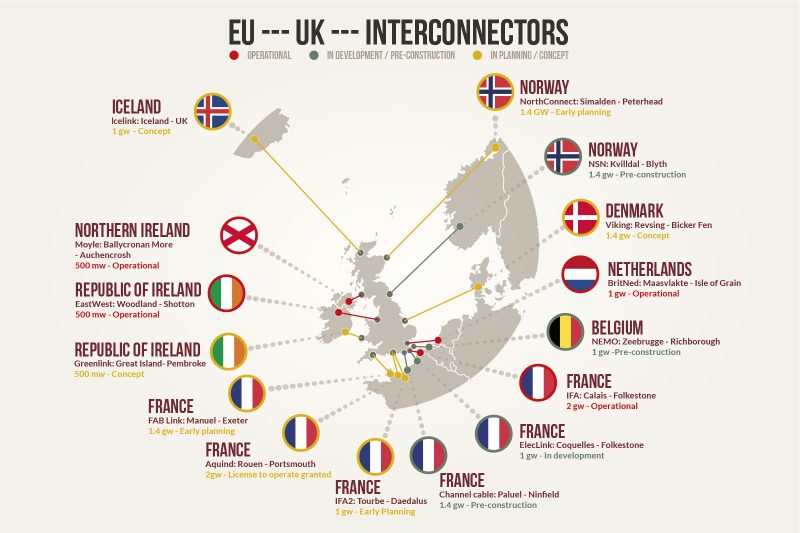 EU --- UK --- INTERCONNECTORS
OPERATIONAL
IN DEVELOPMENT / PRE-CONSTRUCTION
IN PLANNING / CONCEPT
ICELAND
Icelink: Iceland - UK
1 gw - Concept
NORWAY
NorthConnect: Simalden - Peterhead
1.4 GW - Early planning
NORWAY
NSN: Kvilldal - Blyth
1.4 gw - Pre-construction
DENMARK
Viking: Revsing - Bicker Fen
1.4 gw - Concept
NORTHERN IRELAND
Moyle: Ballycronan More
- Auchencrosh
500 mw - Operational
NETHERLANDS
BritNed: Maasvlakte - Isle of Grain
1 gw - Operational
REPUBLIC OF IRELAND
EastWest: Woodland - Shotton
500 mw - Operational
BELGIUM
NEMO: Zeebrugge - Richborough
1 gw -Pre-construction
REPUBLIC OF IRELAND
Greenlink: Great Island- Pembroke
500 mw - Concept
FRANCE
IFA: Calais - Folkestone
2 gw - Operational
FRANCE
FAB Link: Manuel - Exeter
1.4 gw - Early planning
FRANCE
ElecLink: Coquelles - Folkestone
1 gw - In development
FRANCE
Aquind: Rouen - Portsmouth
2gw - License to operate granted
FRANCE
IFA2: Tourbe - Daedalus
1 gw - Early Planning
FRANCE
Channel cable: Paluel - Ninfield
1.4 gw - Pre-construction